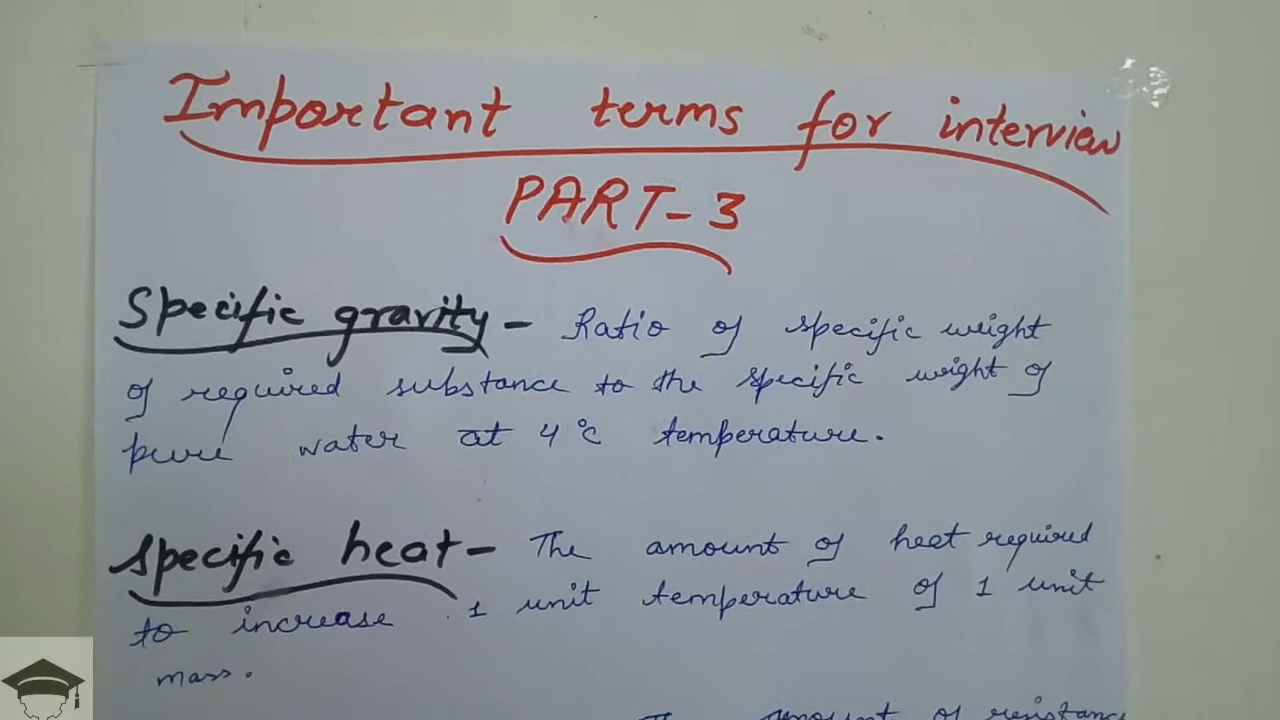 Important terms for interview
PART-3
Specific gravity - Ratio of specific weight
of required substance to the specific weight of
pure water at 4°c temperature.
Specific heat - The amount of heat required
to increase 1 unit temperature of 1 unit
mass.
The amount of resistance